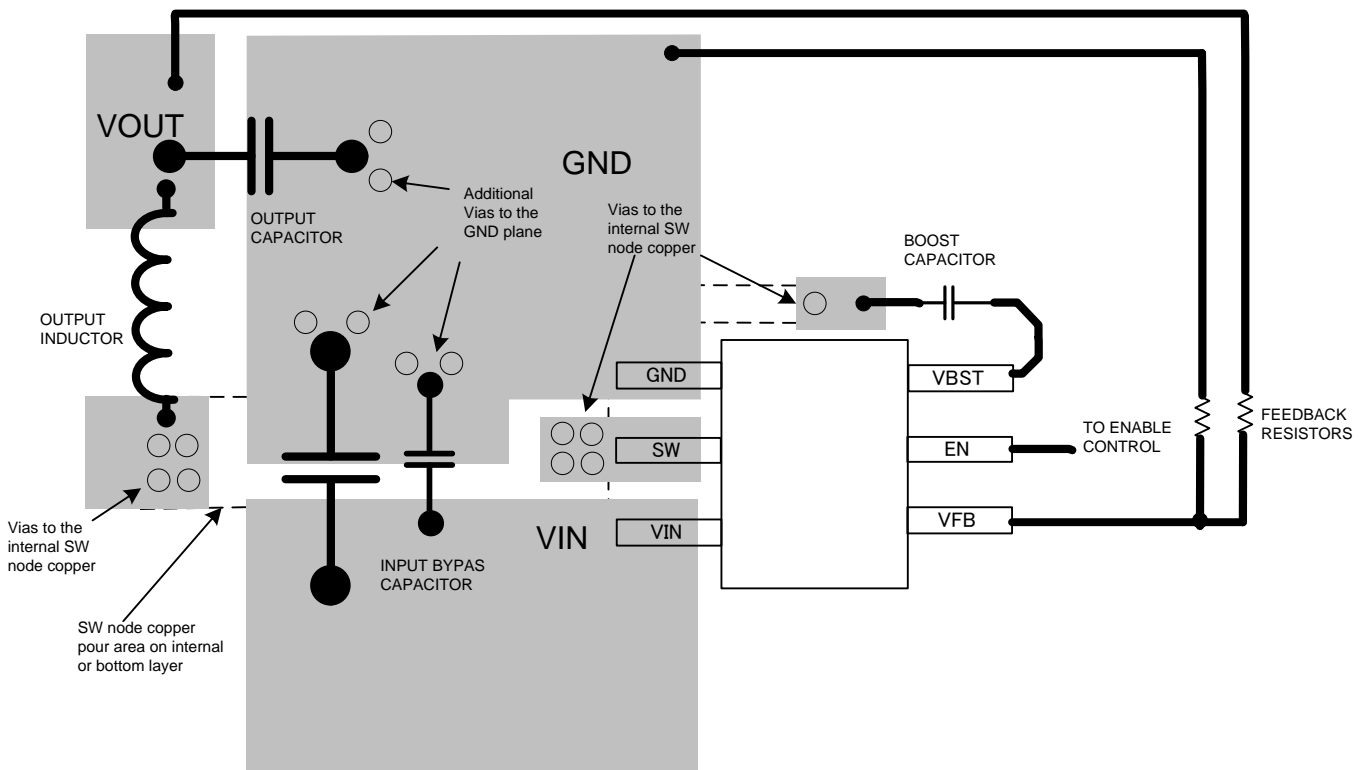 VOUT
GND
OUTPUT
CAPACITOR
Additional
Vias to the
GND plane
Vias to the
internal SW
node copper
BOOST
CAPACITOR
OUTPUT
INDUCTOR
GND
VBST
TO ENABLE
CONTROL
FEEDBACK
RESISTORS
SW
EN
VIN
VIN
VFB
Vias to the
internal SW
node copper
INPUT BYPAS
CAPACITOR
SW node copper
pour area on internal
or bottom layer